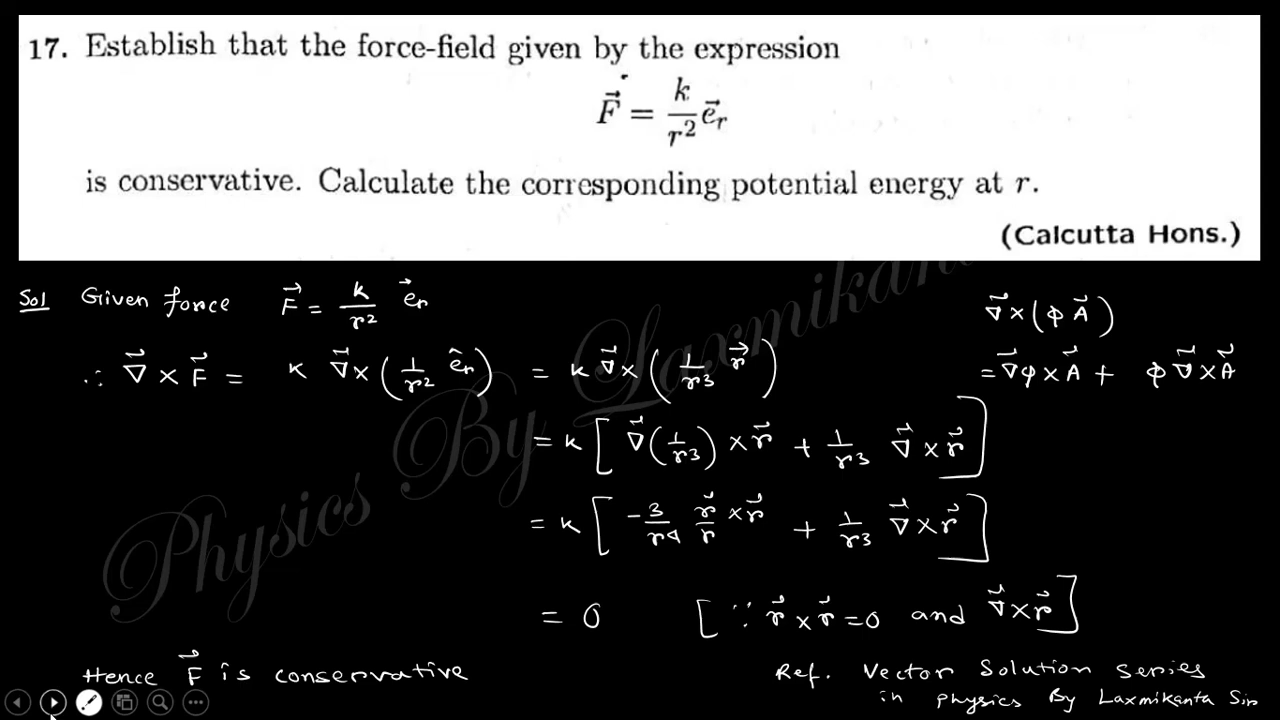 17. Establish that the force-field given by the expression
F⃗ = k/r² e⃗ᵣ
is conservative. Calculate the corresponding potential energy at r.
(Calcutta Hons.)
Sol Given force F⃗ = k/r² e⃗r
∇⃗×(φA⃗)
= ∇⃗φ×A⃗ + φ∇⃗×A⃗
∴ ∇⃗×F⃗ = k ∇⃗×(1/r² êr) = k ∇⃗×(1/r³ r⃗)
= k[∇⃗(1/r³)×r⃗ + 1/r³ ∇⃗×r⃗]
= k[-3/r⁴ r⃗/r ×r⃗ + 1/r³ ∇⃗×r⃗]
= 0 [∵ r⃗×r⃗=0 and ∇⃗×r⃗]
Hence F⃗ is conservative
Ref. Vector Solution series
in physics By Laxmikanta Sir
Physics By Laxmikan